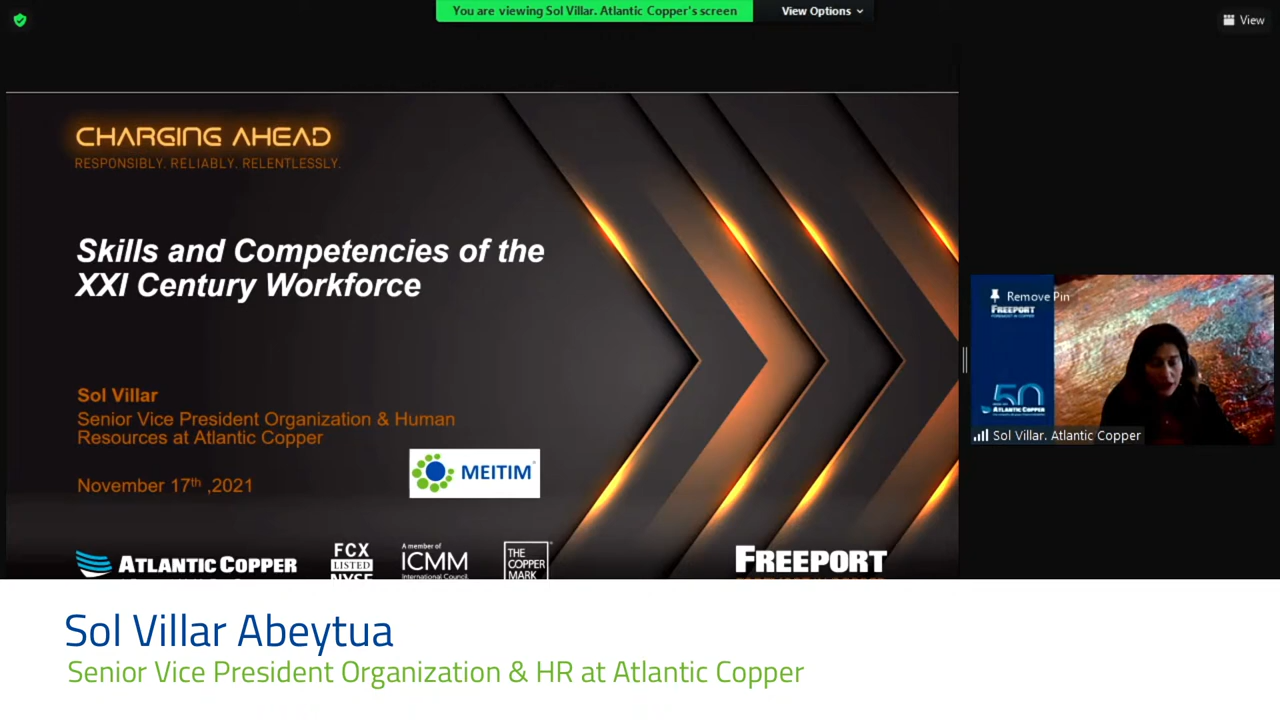 You are viewing Sol Villar. Atlantic Copper's screen
View Options
View
CHARGING AHEAD
RESPONSIBLY. RELIABLY. RELENTLESSLY.
Skills and Competencies of the
XXI Century Workforce
Sol Villar
Senior Vice President Organization & Human
Resources at Atlantic Copper
November 17th ,2021
MEITIM
ATLANTIC COPPER
FCX
LISTED
NYSE
A member of
ICMM
International Council
THE
COPPER
MARK
FREEPORT
Remove Pin
FREEPORT
50
ATLANTIC COPPER
Sol Villar. Atlantic Copper
Sol Villar Abeytua
Senior Vice President Organization & HR at Atlantic Copper